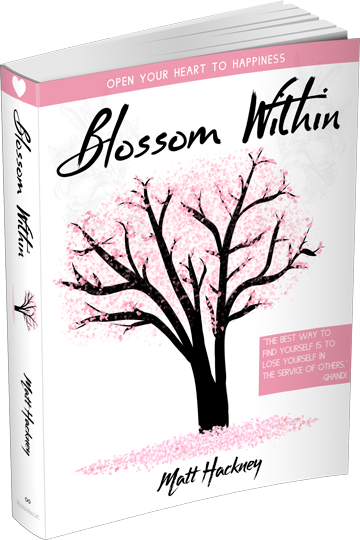 OPEN YOUR HEART TO HAPPINESS
Blossom Within
"THE BEST WAY TO
FIND YOURSELF IS TO
LOSE YOURSELF IN
THE SERVICE OF OTHERS."
-GHANDI
Matt Hackney
Blossom Within
Matt Hackney